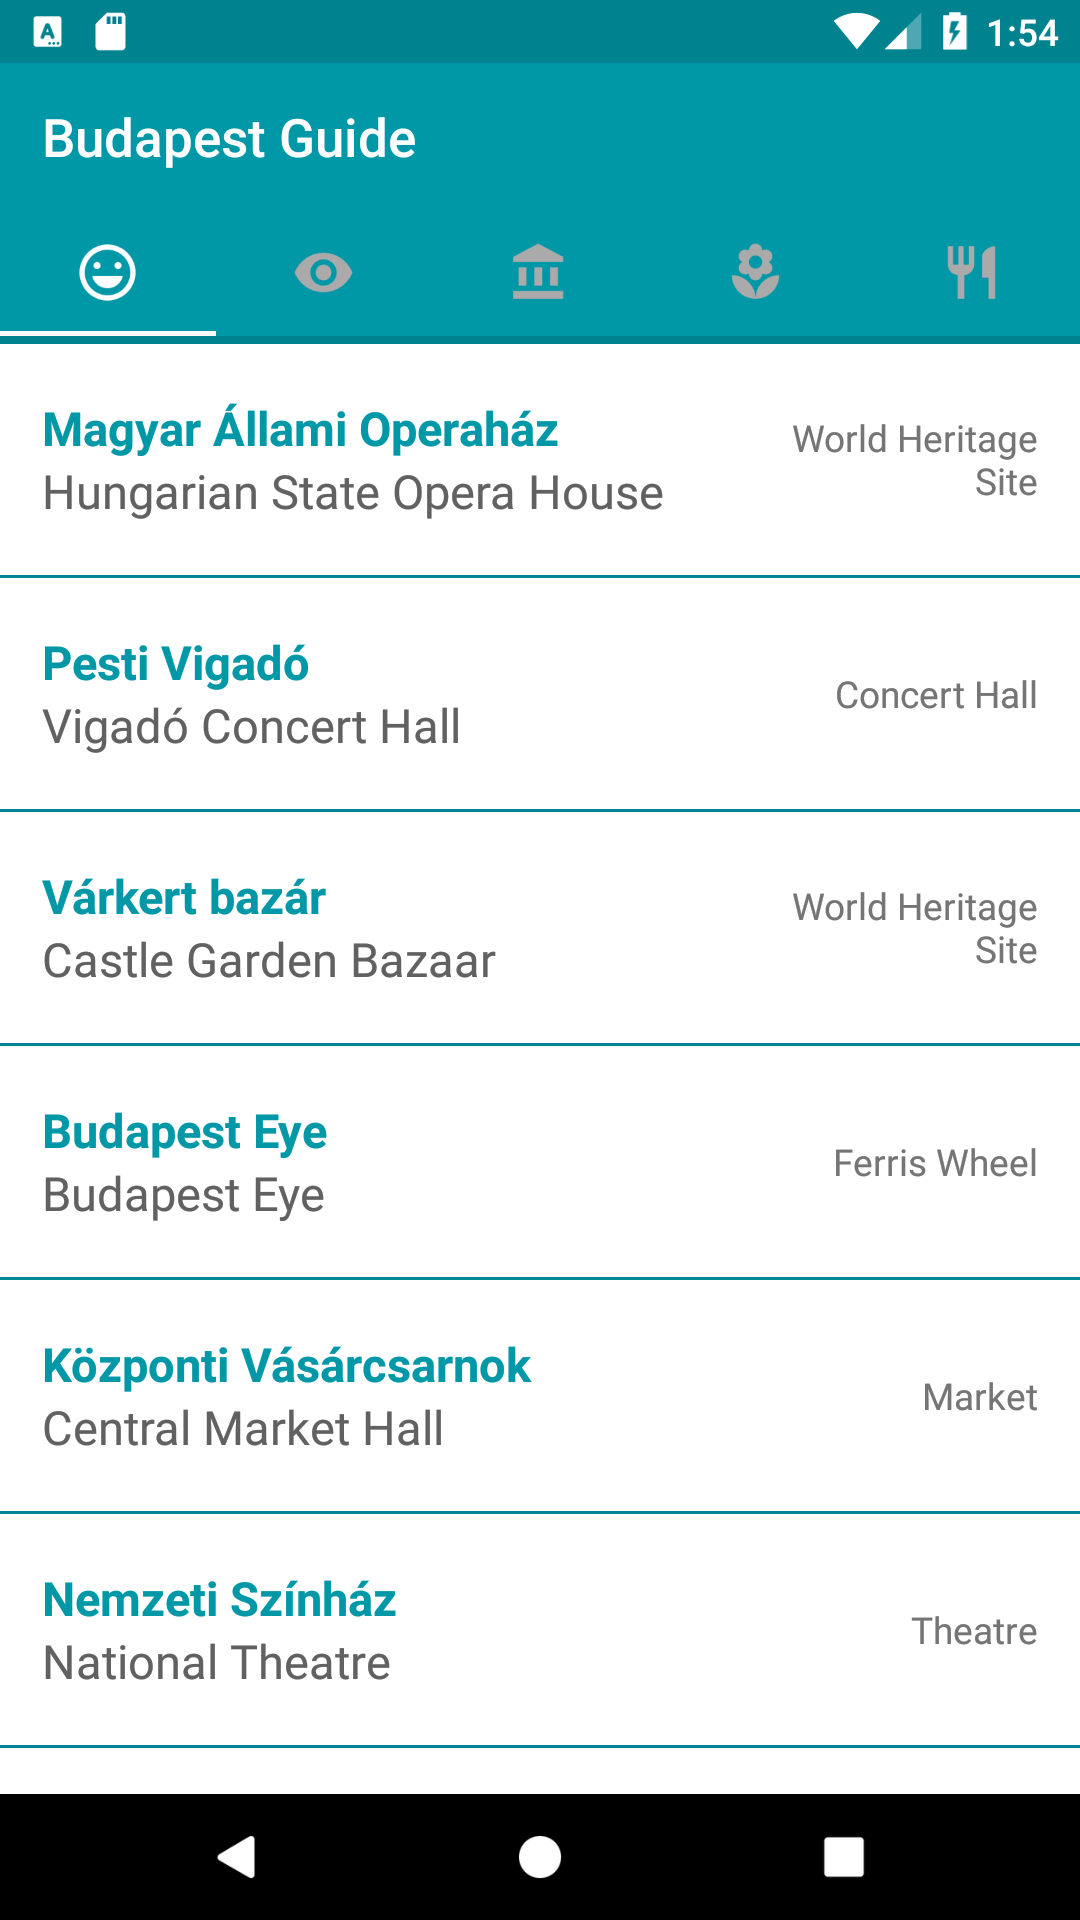 1:54
Budapest Guide
Magyar Állami Operaház
Hungarian State Opera House
World Heritage
Site
Pesti Vigadó
Vigadó Concert Hall
Concert Hall
Várkert bazár
Castle Garden Bazaar
World Heritage
Site
Budapest Eye
Budapest Eye
Ferris Wheel
Központi Vásárcsarnok
Central Market Hall
Market
Nemzeti Színház
National Theatre
Theatre